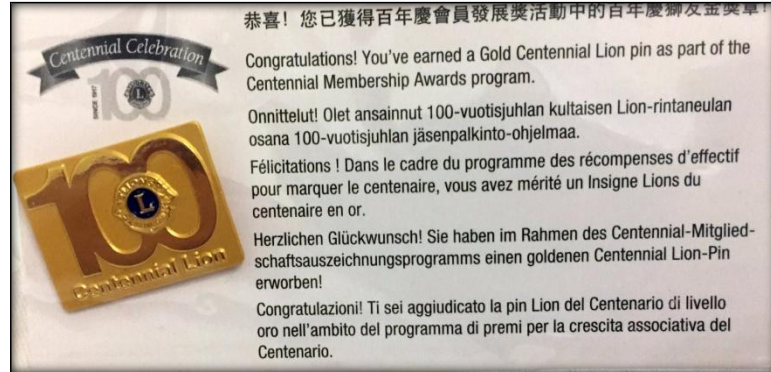 Centennial Celebration
SINCE 1917
100
L
100
LIONS
L
Centennial Lion
恭喜！您已獲得百年慶會員發展獎活動中的百年慶獅友金獎章！
Congratulations! You've earned a Gold Centennial Lion pin as part of the
Centennial Membership Awards program.
Onnittelut! Olet ansainnut 100-vuotisjuhlan kultaisen Lion-rintaneulan
osana 100-vuotisjuhlan jäsenpalkinto-ohjelmaa.
Félicitations ! Dans le cadre du programme des récompenses d'effectif
pour marquer le centenaire, vous avez mérité un Insigne Lions du
centenaire en or.
Herzlichen Glückwunsch! Sie haben im Rahmen des Centennial-Mitglied-
schaftsauszeichnungsprogramms einen goldenen Centennial Lion-Pin
erworben!
Congratulazioni! Ti sei aggiudicato la pin Lion del Centenario di livello
oro nell'ambito del programma di premi per la crescita associativa del
Centenario.